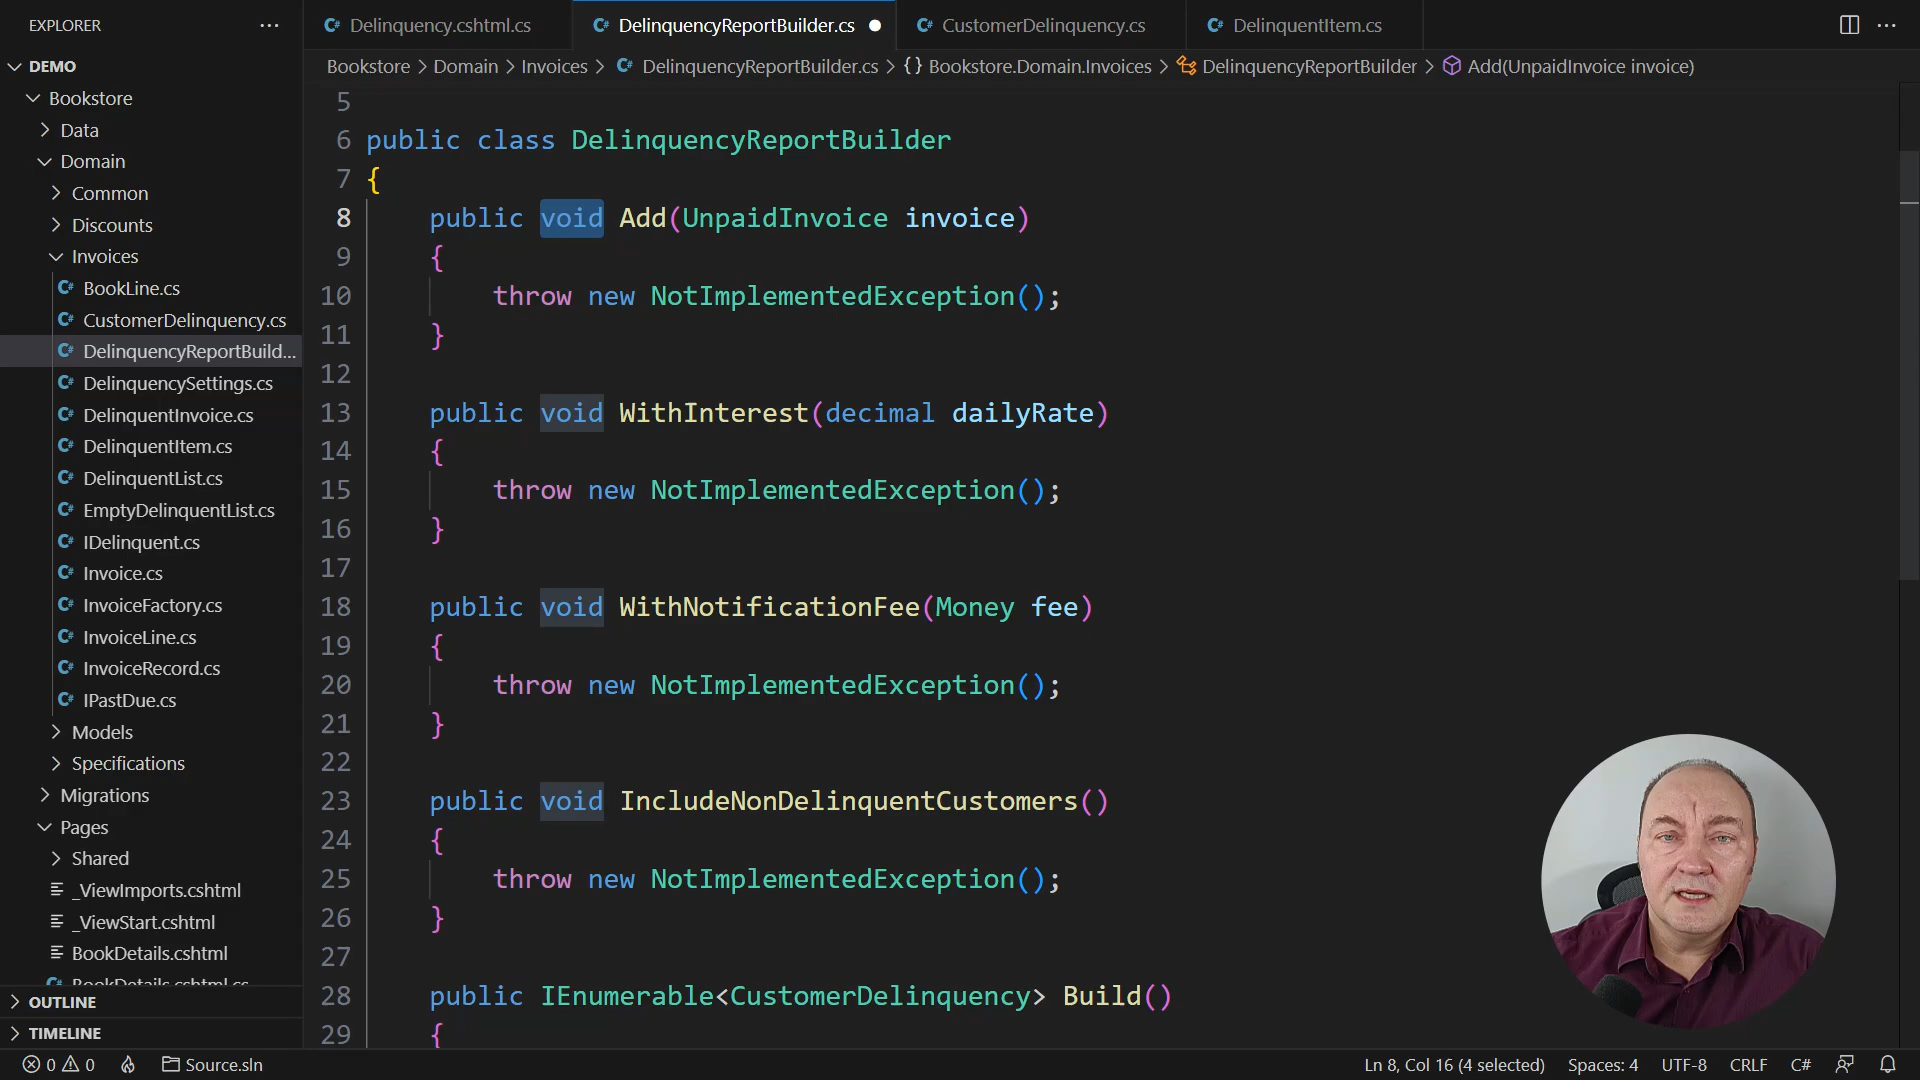 EXPLORER
Delinquency.cshtml.cs
DelinquencyReportBuilder.cs
CustomerDelinquency.cs
DelinquentItem.cs
Bookstore > Domain > Invoices > C# DelinquencyReportBuilder.cs > {} Bookstore.Domain.Invoices > DelinquencyReportBuilder > Add(UnpaidInvoice invoice)
DEMO
Bookstore
Data
Domain
Common
Discounts
Invoices
BookLine.cs
CustomerDelinquency.cs
DelinquencyReportBuild...
DelinquencySettings.cs
DelinquentInvoice.cs
DelinquentItem.cs
DelinquentList.cs
EmptyDelinquentList.cs
IDelinquent.cs
Invoice.cs
InvoiceFactory.cs
InvoiceLine.cs
InvoiceRecord.cs
IPastDue.cs
Models
Specifications
Migrations
Pages
Shared
_ViewImports.cshtml
_ViewStart.cshtml
BookDetails.cshtml
BookDetails.cshtml.cs
OUTLINE
TIMELINE
5
6 public class DelinquencyReportBuilder
7 {
8 public void Add(UnpaidInvoice invoice)
9 {
10 throw new NotImplementedException();
11 }
12
13 public void WithInterest(decimal dailyRate)
14 {
15 throw new NotImplementedException();
16 }
17
18 public void WithNotificationFee(Money fee)
19 {
20 throw new NotImplementedException();
21 }
22
23 public void IncludeNonDelinquentCustomers()
24 {
25 throw new NotImplementedException();
26 }
27
28 public IEnumerable<CustomerDelinquency> Build()
29 {
0 0 Source.sln
Ln 8, Col 16 (4 selected) Spaces: 4 UTF-8 CRLF C#